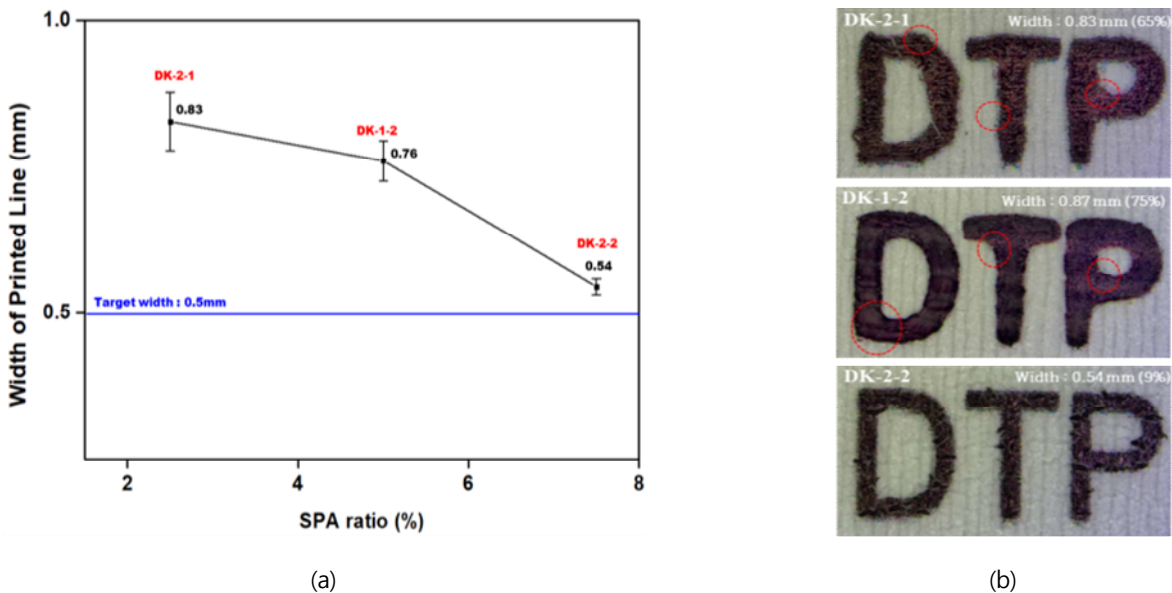 1.0
DK-2-1
0.83
DK-1-2
0.76
DK-2-2
0.54
Target width : 0.5mm
0.5
Width of Printed Line (mm)
2
4
6
8
SPA ratio (%)
(a)
DK-2-1
Width : 0.83 mm (65%)
DTP
DK-1-2
Width : 0.87 mm (75%)
DTP
DK-2-2
Width : 0.54 mm (9%)
DTP
(b)